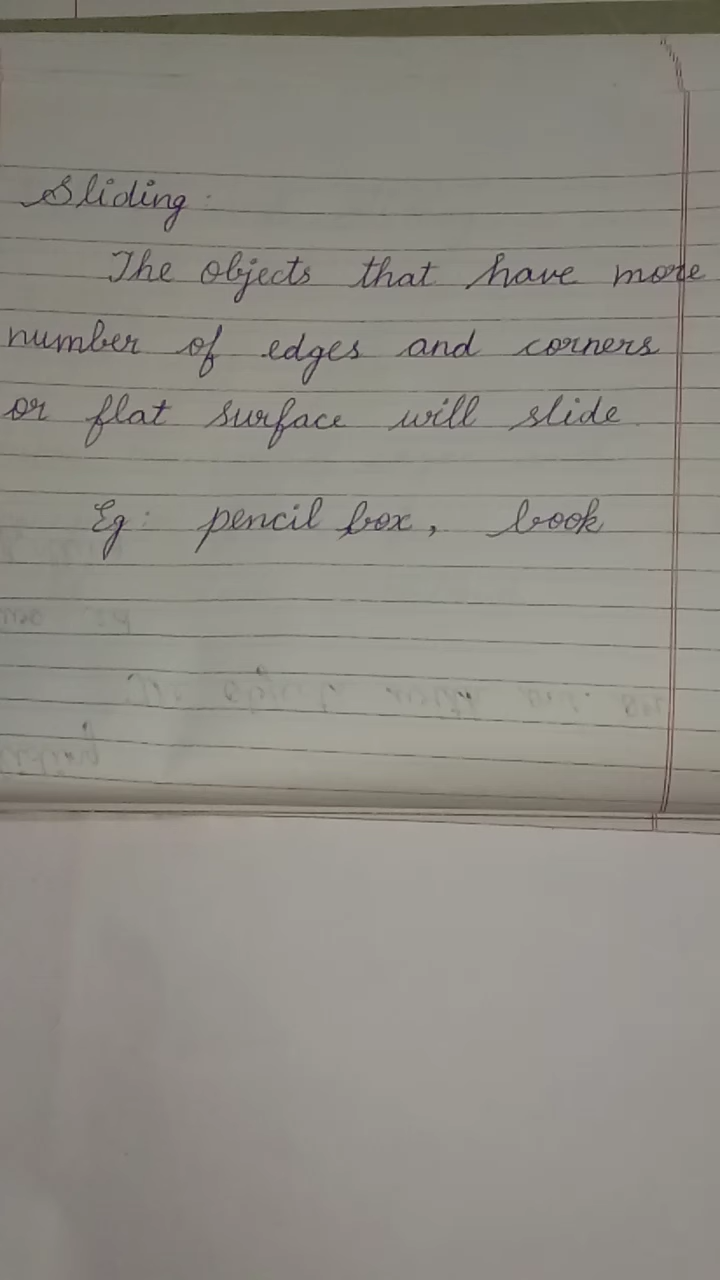 Sliding:
The objects that have more
number of edges and corners
or flat surface will slide
Eg: pencil box, book